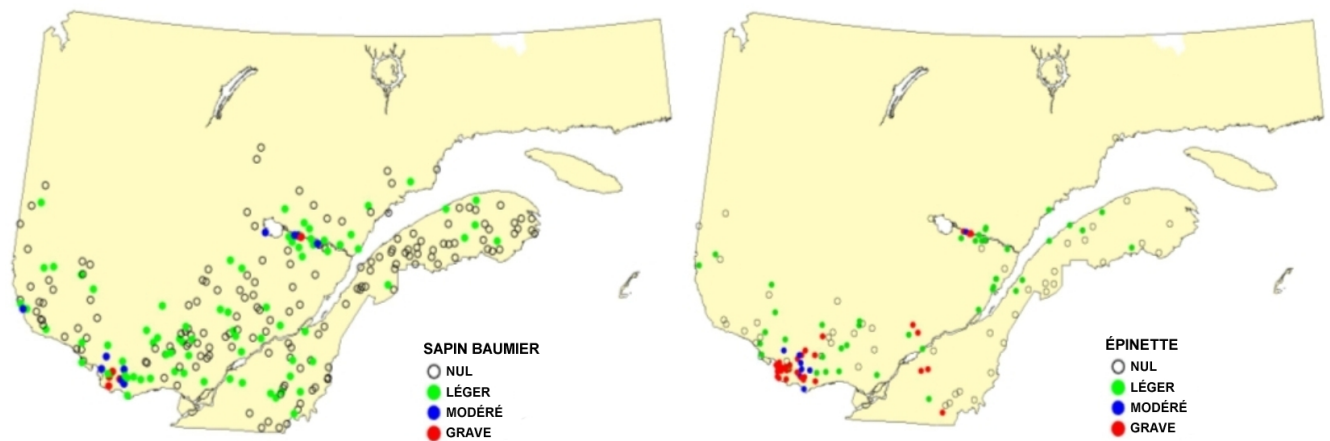 SAPIN BAUMIER
NUL
LÉGER
MODÉRÉ
GRAVE
ÉPINETTE
NUL
LÉGER
MODÉRÉ
GRAVE